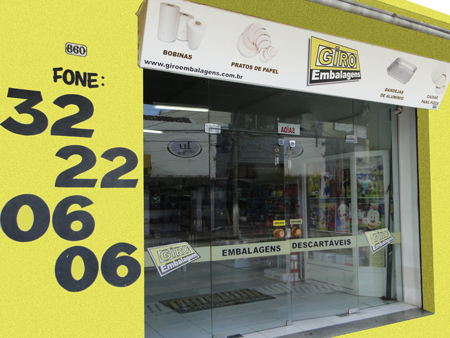 660
FONE:
32
22
06
06
BOBINAS
PRATOS DE PAPEL
GIRO
Embalagens
BANDEJAS
DE ALUMÍNIO
CAIXAS
PARA PIZZA
www.giroembalagens.com.br
GIRO
Embalagens
EMBALAGENS DESCARTÁVEIS
GIRO
Embalagens